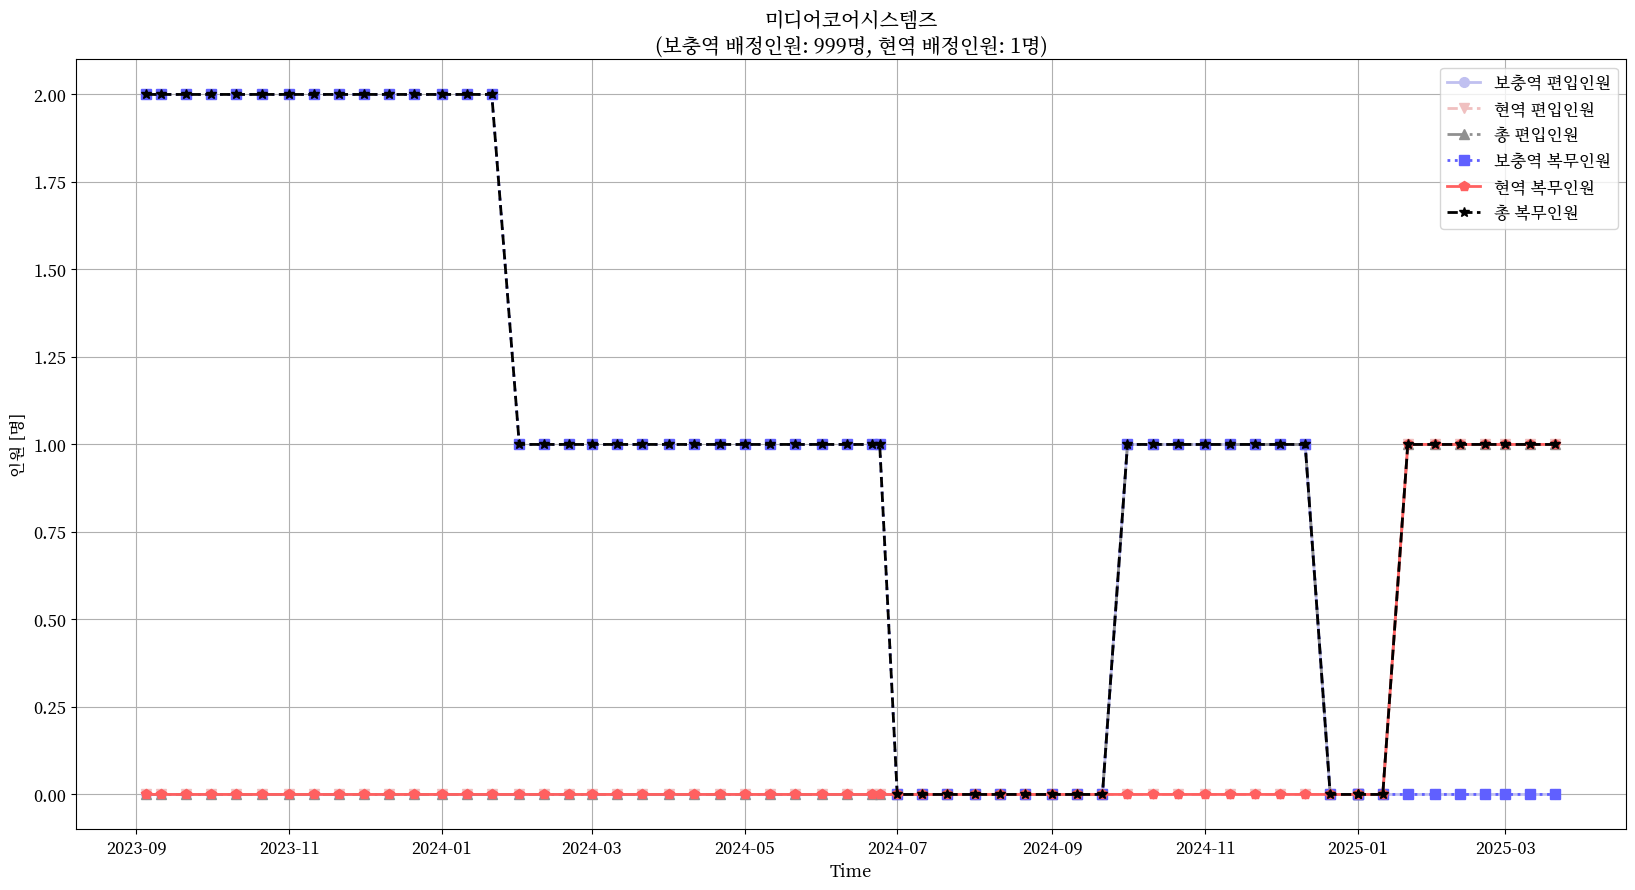 미디어코어시스템즈
(보충역 배정인원: 999명, 현역 배정인원: 1명)
보충역 편입인원
현역 편입인원
총 편입인원
보충역 복무인원
현역 복무인원
총 복무인원
인원 [명]
2.00
1.75
1.50
1.25
1.00
0.75
0.50
0.25
0.00
2023-09
2023-11
2024-01
2024-03
2024-05
2024-07
2024-09
2024-11
2025-01
2025-03
Time